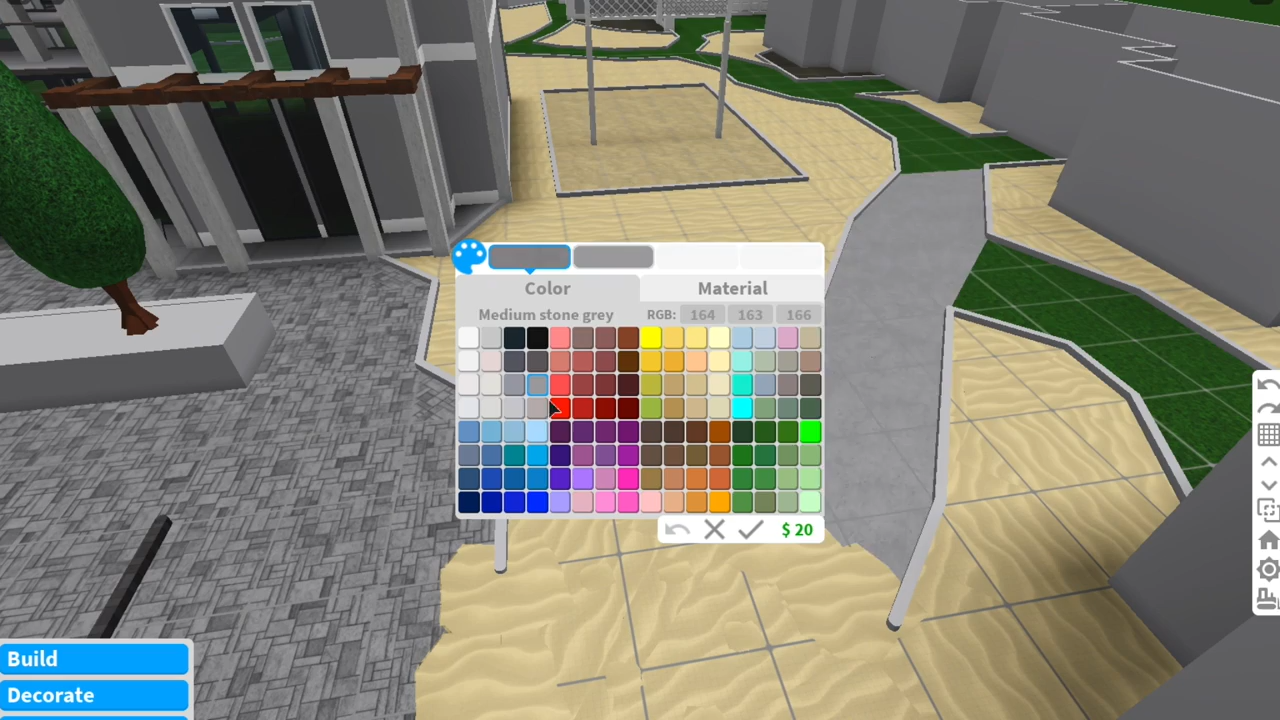 Color
Material
Medium stone grey
RGB: 164 163 166
$ 20
Build
Decorate